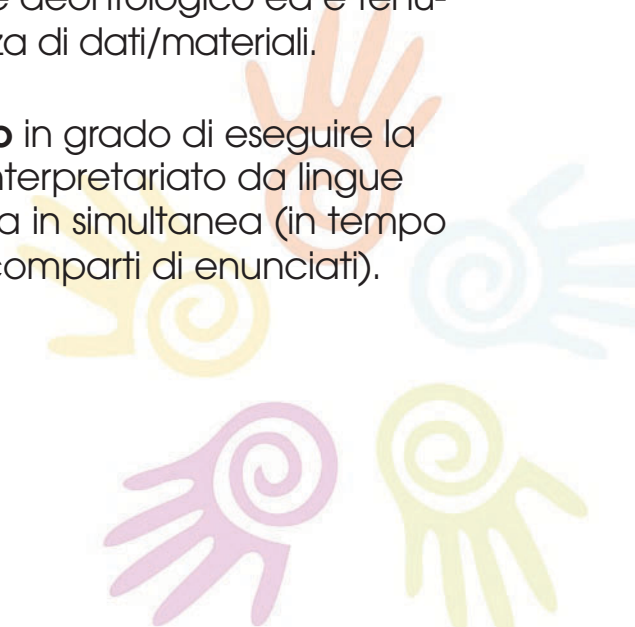 e deontologico ed è tenu-
za di dati/materiali.
o in grado di eseguire la
nterpretariato da lingue
a in simultanea (in tempo
comparti di enunciati).